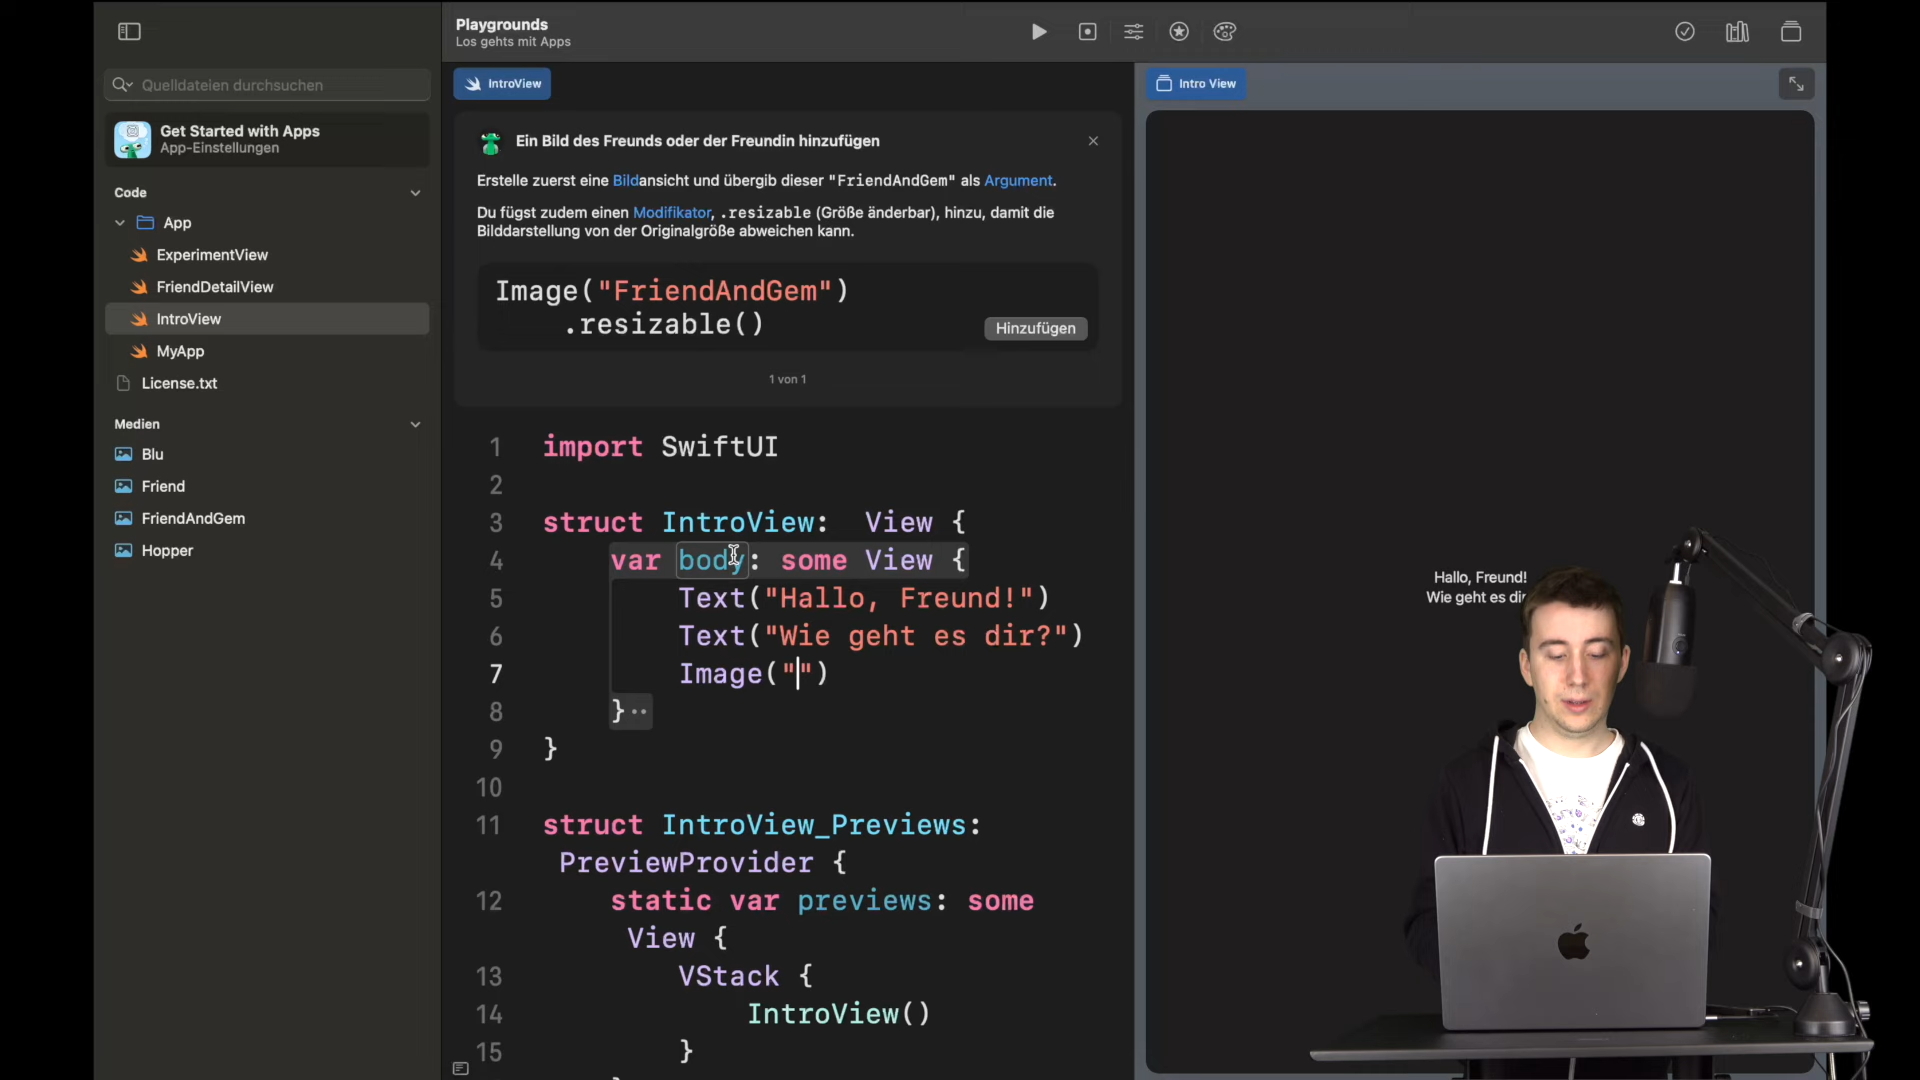 Playgrounds
Los gehts mit Apps
Quelldateien durchsuchen
Get Started with Apps
App-Einstellungen
Code
App
ExperimentView
FriendDetailView
IntroView
MyApp
License.txt
Medien
Blu
Friend
FriendAndGem
Hopper
IntroView
Ein Bild des Freunds oder der Freundin hinzufügen
Erstelle zuerst eine Bildansicht und übergib dieser "FriendAndGem" als Argument.
Du fügst zudem einen Modifikator, .resizable (Größe änderbar), hinzu, damit die
Bilddarstellung von der Originalgröße abweichen kann.
Image("FriendAndGem")
.resizable()
Hinzufügen
1 von 1
1 import SwiftUI
2
3 struct IntroView: View {
4 var body: some View {
5 Text("Hallo, Freund!")
6 Text("Wie geht es dir?")
7 Image("")
8 }
9 }
10
11 struct IntroView_Previews:
PreviewProvider {
12 static var previews: some
View {
13 VStack {
14 IntroView()
15 }
Intro View
Hallo, Freund!
Wie geht es di